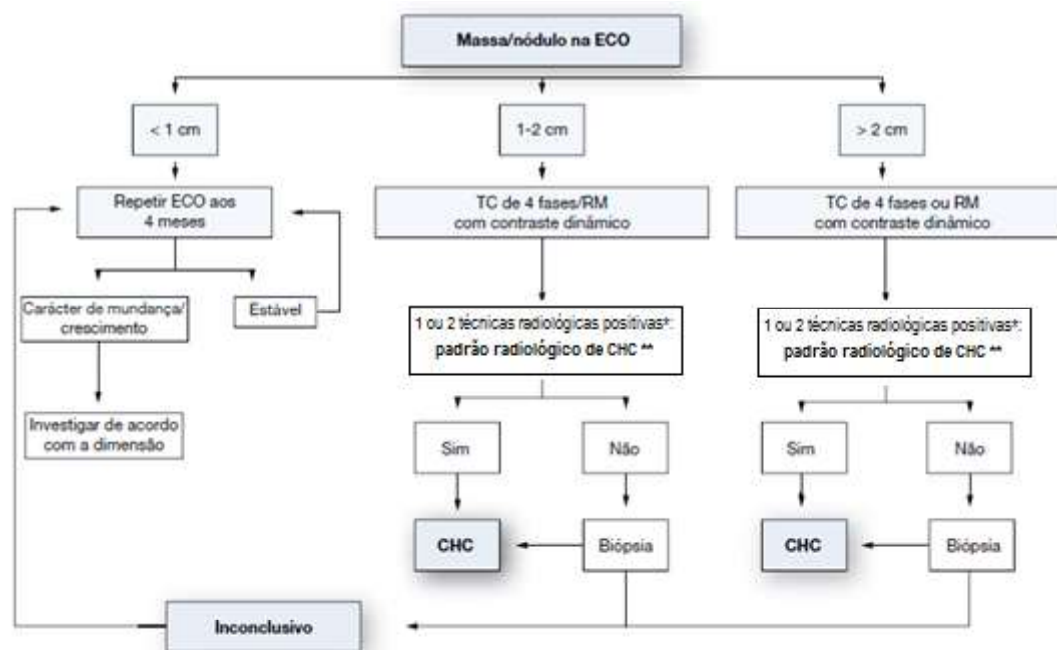 Massa/nódulo na ECO
< 1 cm
1-2 cm
> 2 cm
Repetir ECO aos
4 meses
TC de 4 fases/RM
com contraste dinâmico
TC de 4 fases ou RM
com contraste dinâmico
Carácter de mundança/
crescimento
Estável
1 ou 2 técnicas radiológicas positivas*:
padrão radiológico de CHC **
1 ou 2 técnicas radiológicas positivas*:
padrão radiológico de CHC **
Investigar de acordo
com a dimensão
Sim
Não
Sim
Não
CHC
Biópsia
CHC
Biópsia
Inconclusivo